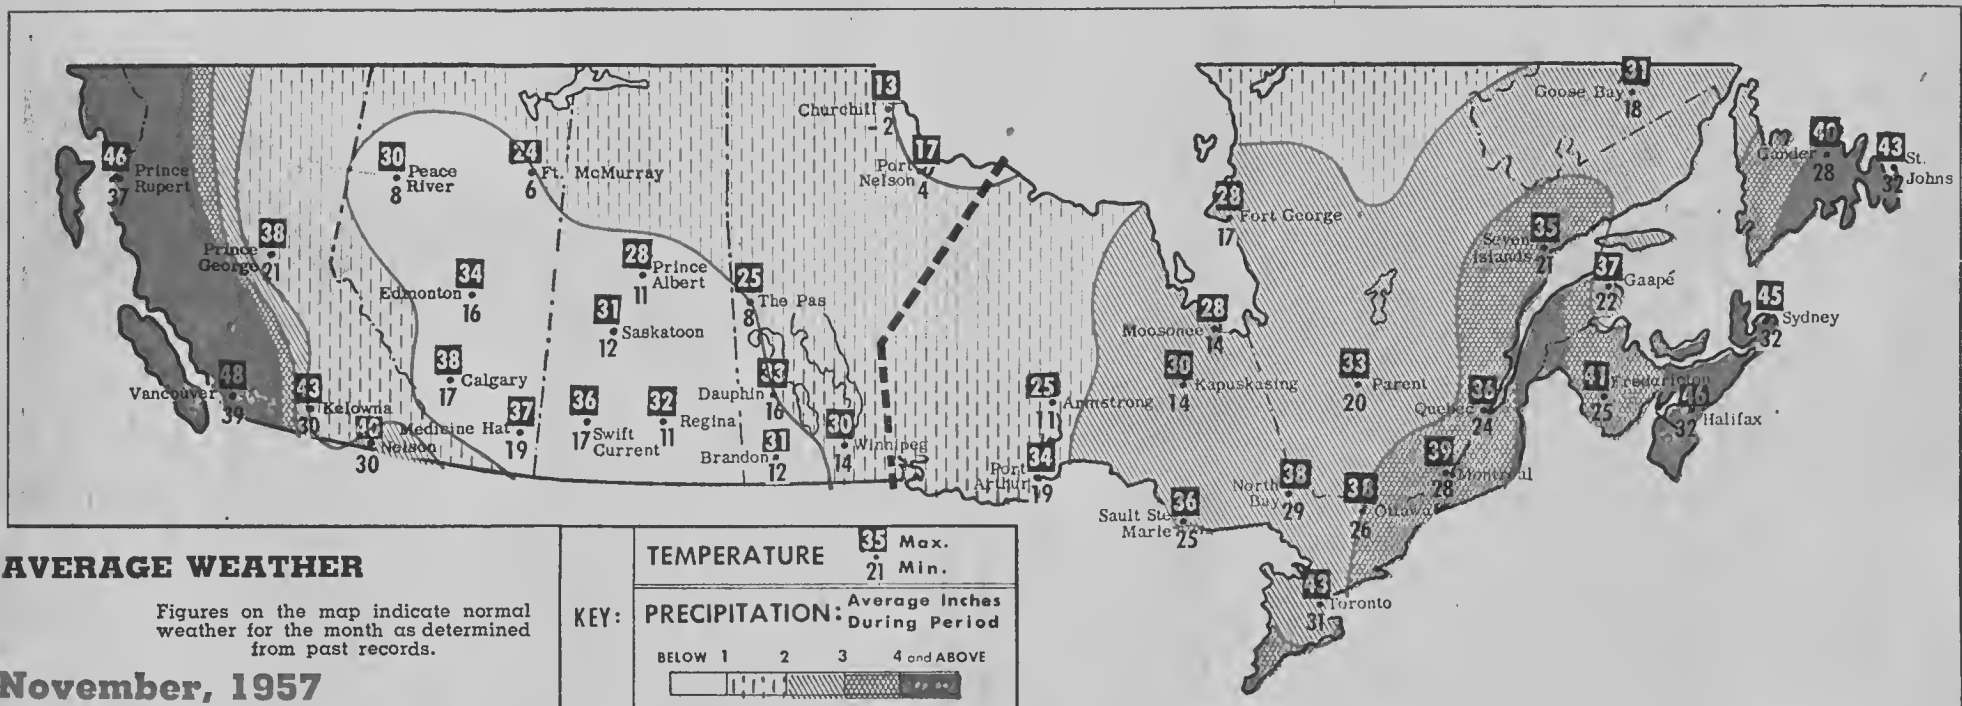 46
Prince
Rupert
37
38
Prince
George
21
48
Vancouver
39
43
Kelowna
30
40
Nelson
30
30
Peace
River
8
24
Ft. McMurray
6
34
Edmonton
16
38
Calgary
17
37
Medicine Hat
19
28
Prince
Albert
11
31
Saskatoon
12
36
Swift
Current
17
32
Regina
11
25
The Pas
8
33
Dauphin
16
31
Brandon
12
30
Winnipeg
14
13
Churchill
-2
17
Port
Nelson
4
25
Armstrong
11
34
Port
Arthur
19
28
Fort George
17
28
Moosonee
14
30
Kapuskasing
14
33
Parent
20
36
Sault Ste.
Marie
25
38
North
Bay
29
38
Ottawa
26
43
Toronto
31
39
Montreal
28
36
Quebec
24
35
Seven
Islands
21
37
Gaapé
22
41
Fredericton
25
46
Halifax
32
45
Sydney
32
31
Goose Bay
18
40
Gander
28
43
St.
Johns
32
AVERAGE WEATHER
Figures on the map indicate normal
weather for the month as determined
from past records.
November, 1957
KEY:
TEMPERATURE
35 Max.
21 Min.
PRECIPITATION: Average Inches
During Period
BELOW 1 2 3 4 and ABOVE